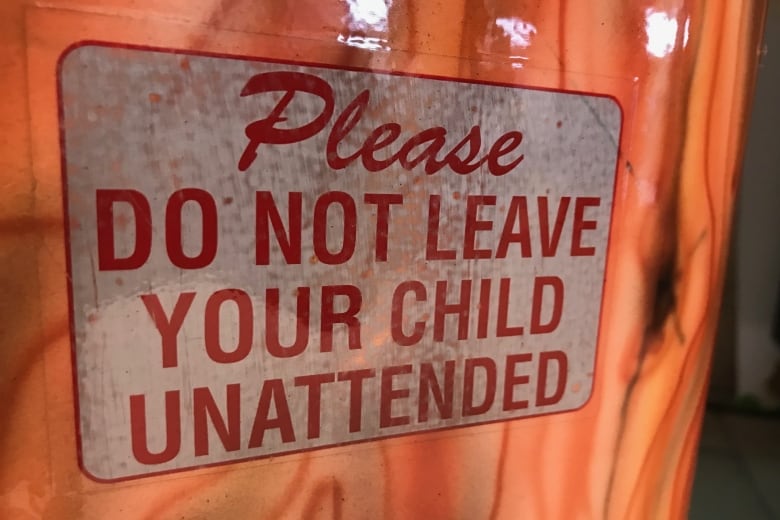 Please
DO NOT LEAVE
YOUR CHILD
UNATTENDED